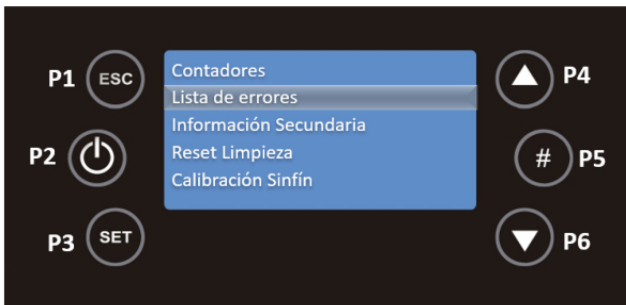 P1 ESC
Contadores
Lista de errores
Información Secundaria
Reset Limpieza
Calibración Sinfín
P4
P2
# P5
P3 SET
P6